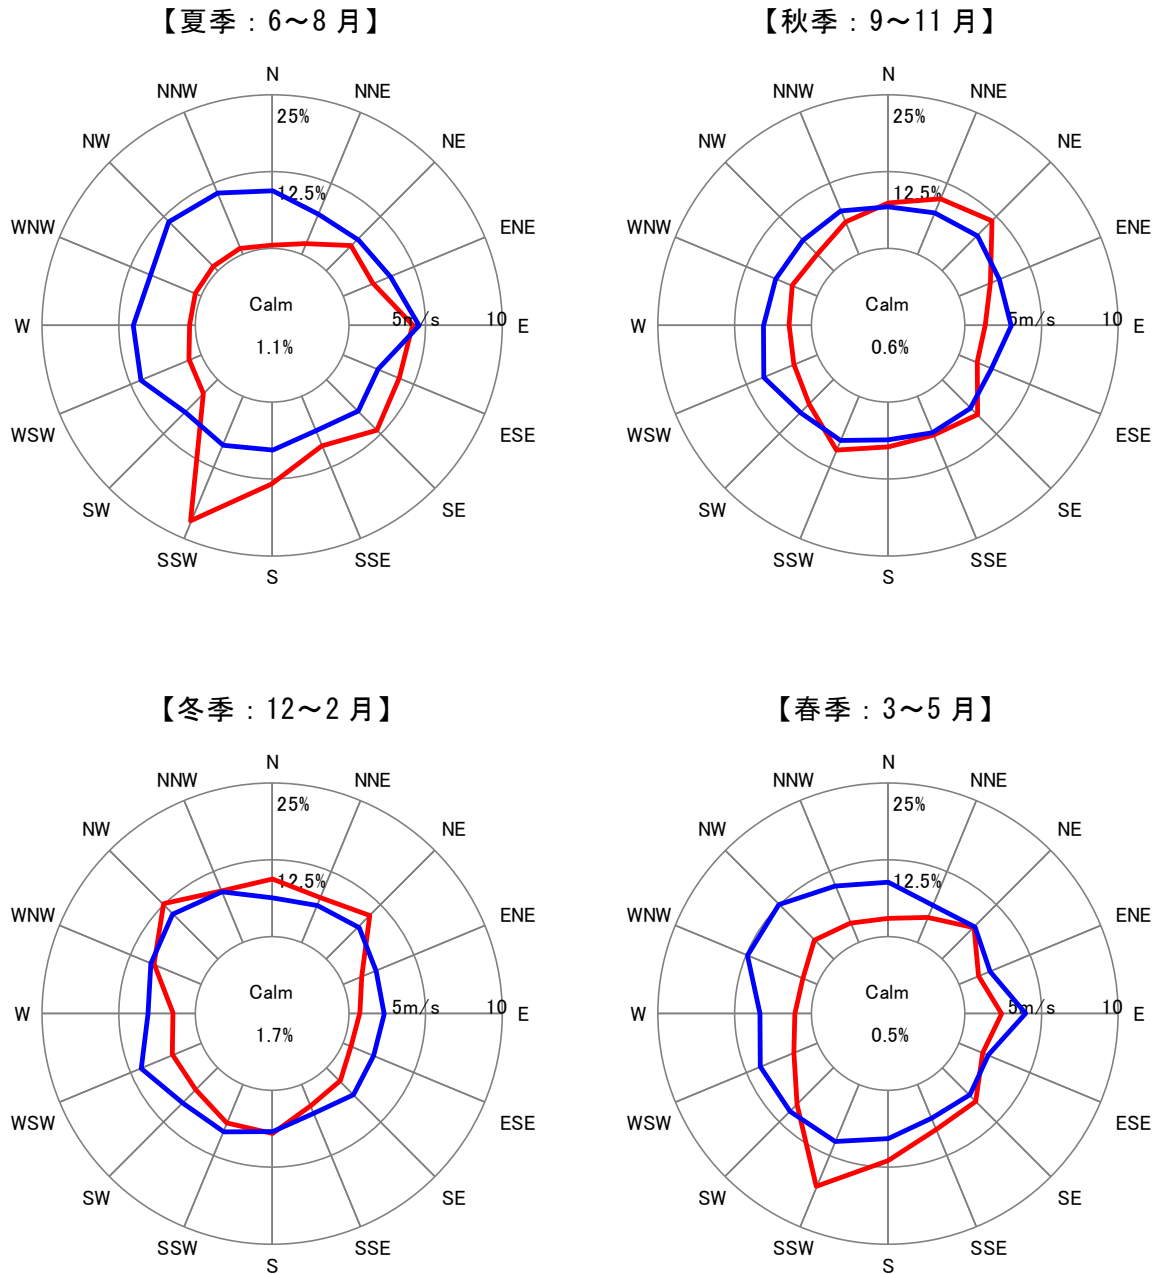 【夏季：6～8 月】
N
NNW
NNE
25%
NW
NE
12.5%
WNW
ENE
Calm
W
5m/s
10
E
1.1%
WSW
ESE
SW
SE
SSW
SSE
S
【秋季：9～11 月】
N
NNW
NNE
25%
NW
NE
12.5%
WNW
ENE
Calm
W
5m/s
10
E
0.6%
WSW
ESE
SW
SE
SSW
SSE
S
【冬季：12～2 月】
N
NNW
NNE
25%
NW
NE
12.5%
WNW
ENE
Calm
W
5m/s
10
E
1.7%
WSW
ESE
SW
SE
SSW
SSE
S
【春季：3～5 月】
N
NNW
NNE
25%
NW
NE
12.5%
WNW
ENE
Calm
W
5m/s
10
E
0.5%
WSW
ESE
SW
SE
SSW
SSE
S